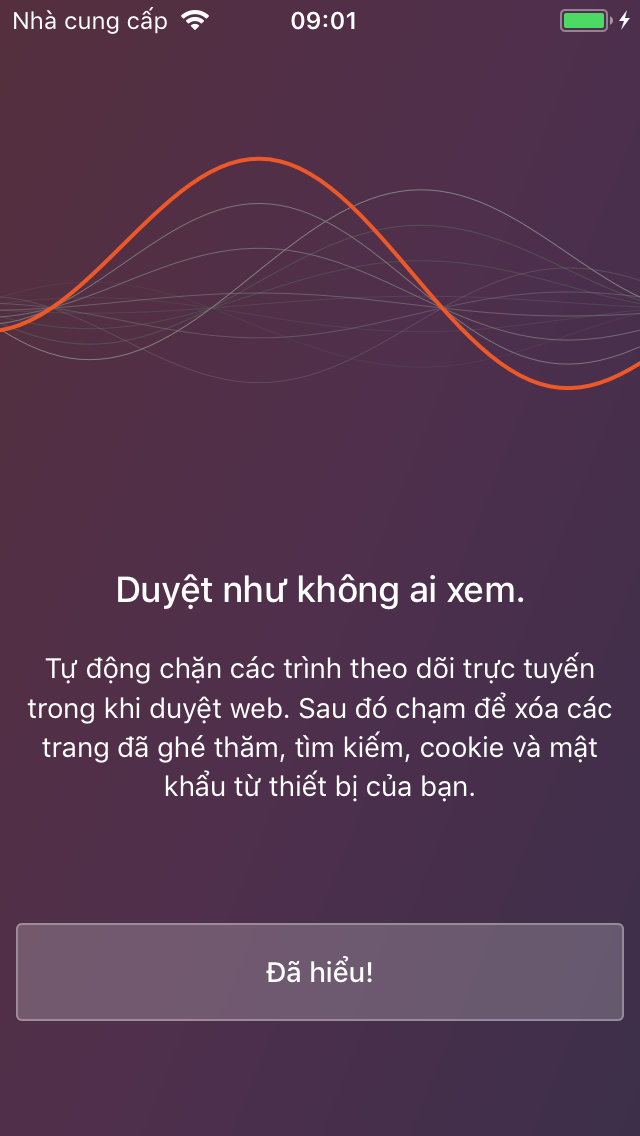 Nhà cung cấp 09:01
Duyệt như không ai xem.
Tự động chặn các trình theo dõi trực tuyến
trong khi duyệt web. Sau đó chạm để xóa các
trang đã ghé thăm, tìm kiếm, cookie và mật
khẩu từ thiết bị của bạn.
Đã hiểu!